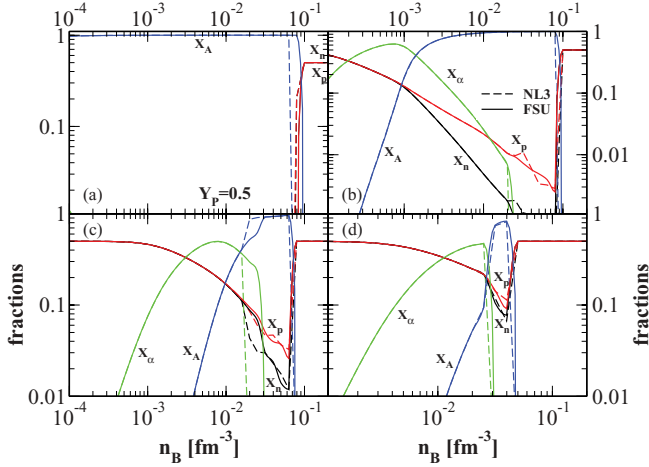 10^-4 10^-3 10^-2 10^-1 10^-3 10^-2 10^-1
1
0.1
1
X_A
X_n
X_p
(a)
Y_P=0.5
fractions
1
0.1
0.01
X_α
X_A
X_p
X_n
NL3
FSU
(b)
fractions
1
0.1
0.01
(c)
X_α
X_A
X_p
X_n
(d)
X_α
X_A
X_p
X_n
fractions
1
0.1
0.01
10^-4 10^-3 10^-2 10^-1 10^-2 10^-1
n_B [fm^-3] n_B [fm^-3]